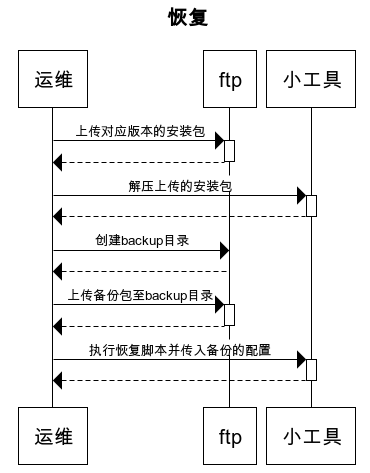 恢复
运维 ftp 小工具
上传对应版本的安装包
解压上传的安装包
创建backup目录
上传备份包至backup目录
执行恢复脚本并传入备份的配置
运维 ftp 小工具